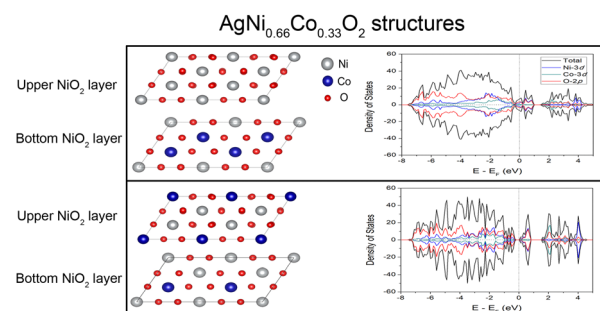 AgNi0.66Co0.33O2 structures
Upper NiO2 layer
Bottom NiO2 layer
Ni
Co
O
Density of States
60
40
20
0
-20
-40
-60
Total
Ni-3d
Co-3d
O-2p
-8 -6 -4 -2 0 2 4
E - EF (eV)
Upper NiO2 layer
Bottom NiO2 layer
Density of States
60
40
20
0
-20
-40
-60
-8 -6 -4 -2 0 2 4